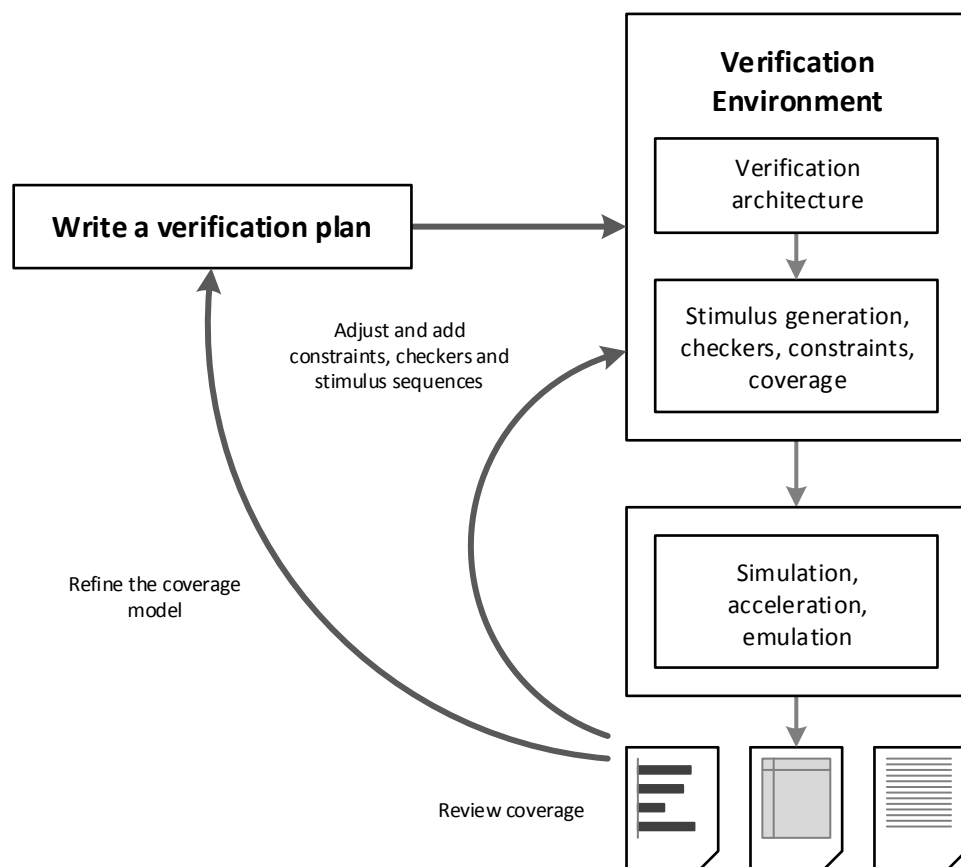 Verification
Environment
Verification
architecture
Write a verification plan
Stimulus generation,
checkers, constraints,
coverage
Adjust and add
constraints, checkers and
stimulus sequences
Refine the coverage
model
Simulation,
acceleration,
emulation
Review coverage